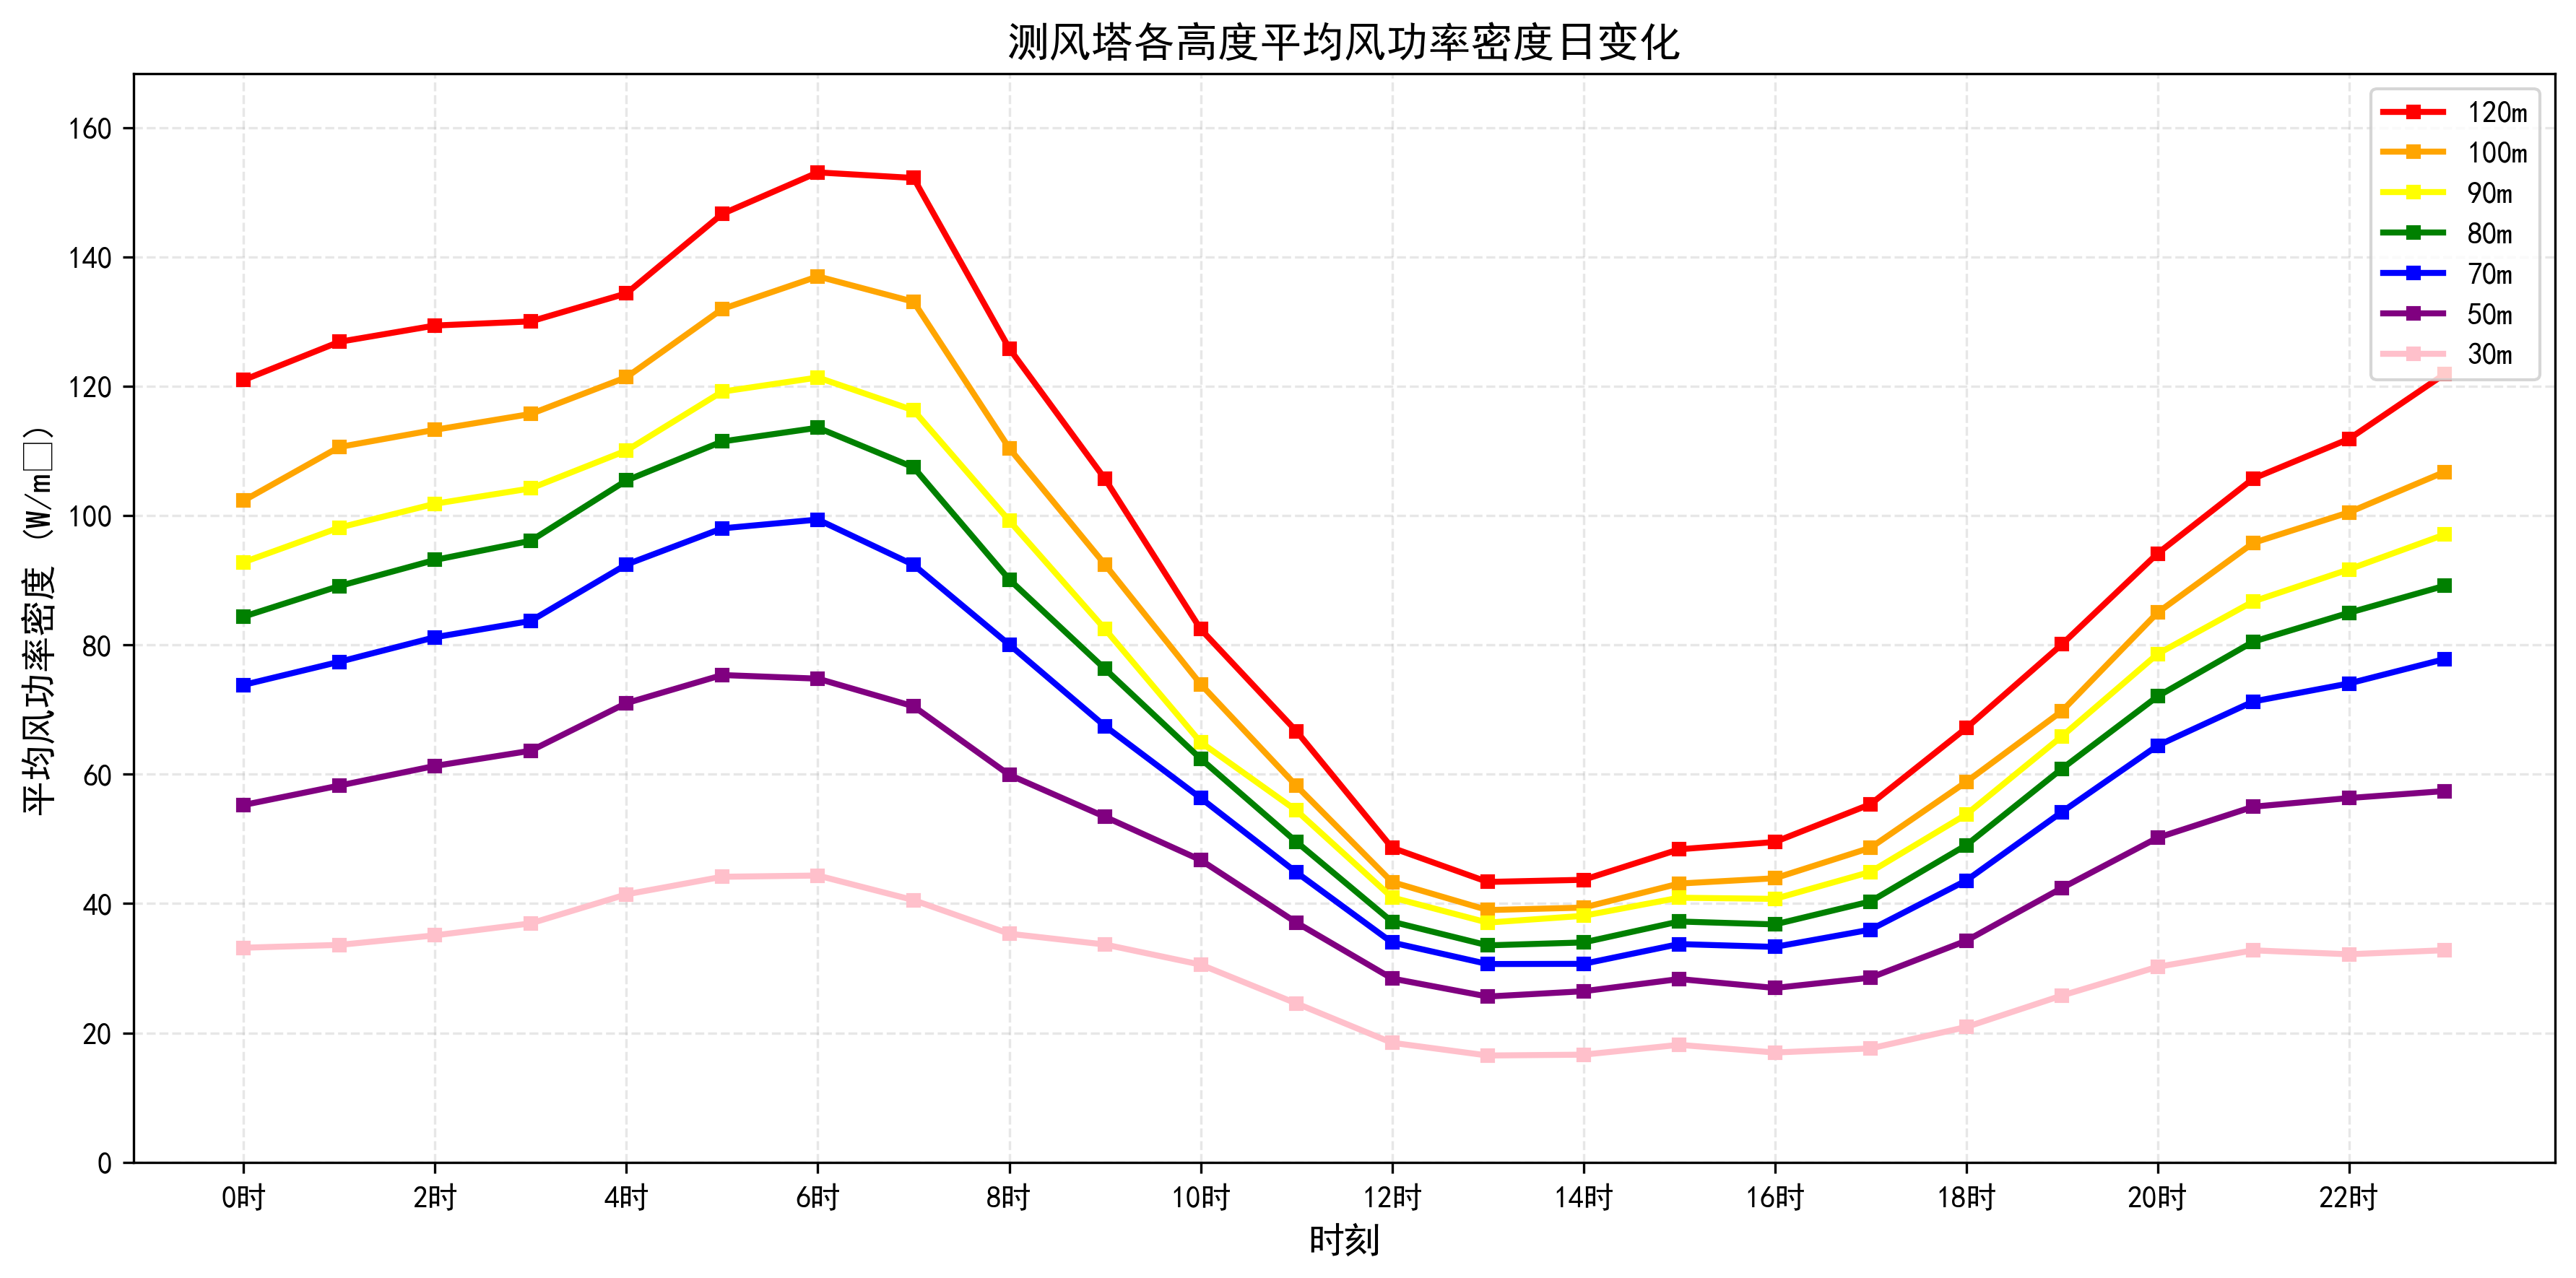 测风塔各高度平均风功率密度日变化
平均风功率密度 (W/m□)
160
140
120
100
80
60
40
20
0
120m
100m
90m
80m
70m
50m
30m
0时
2时
4时
6时
8时
10时
12时
14时
16时
18时
20时
22时
时刻